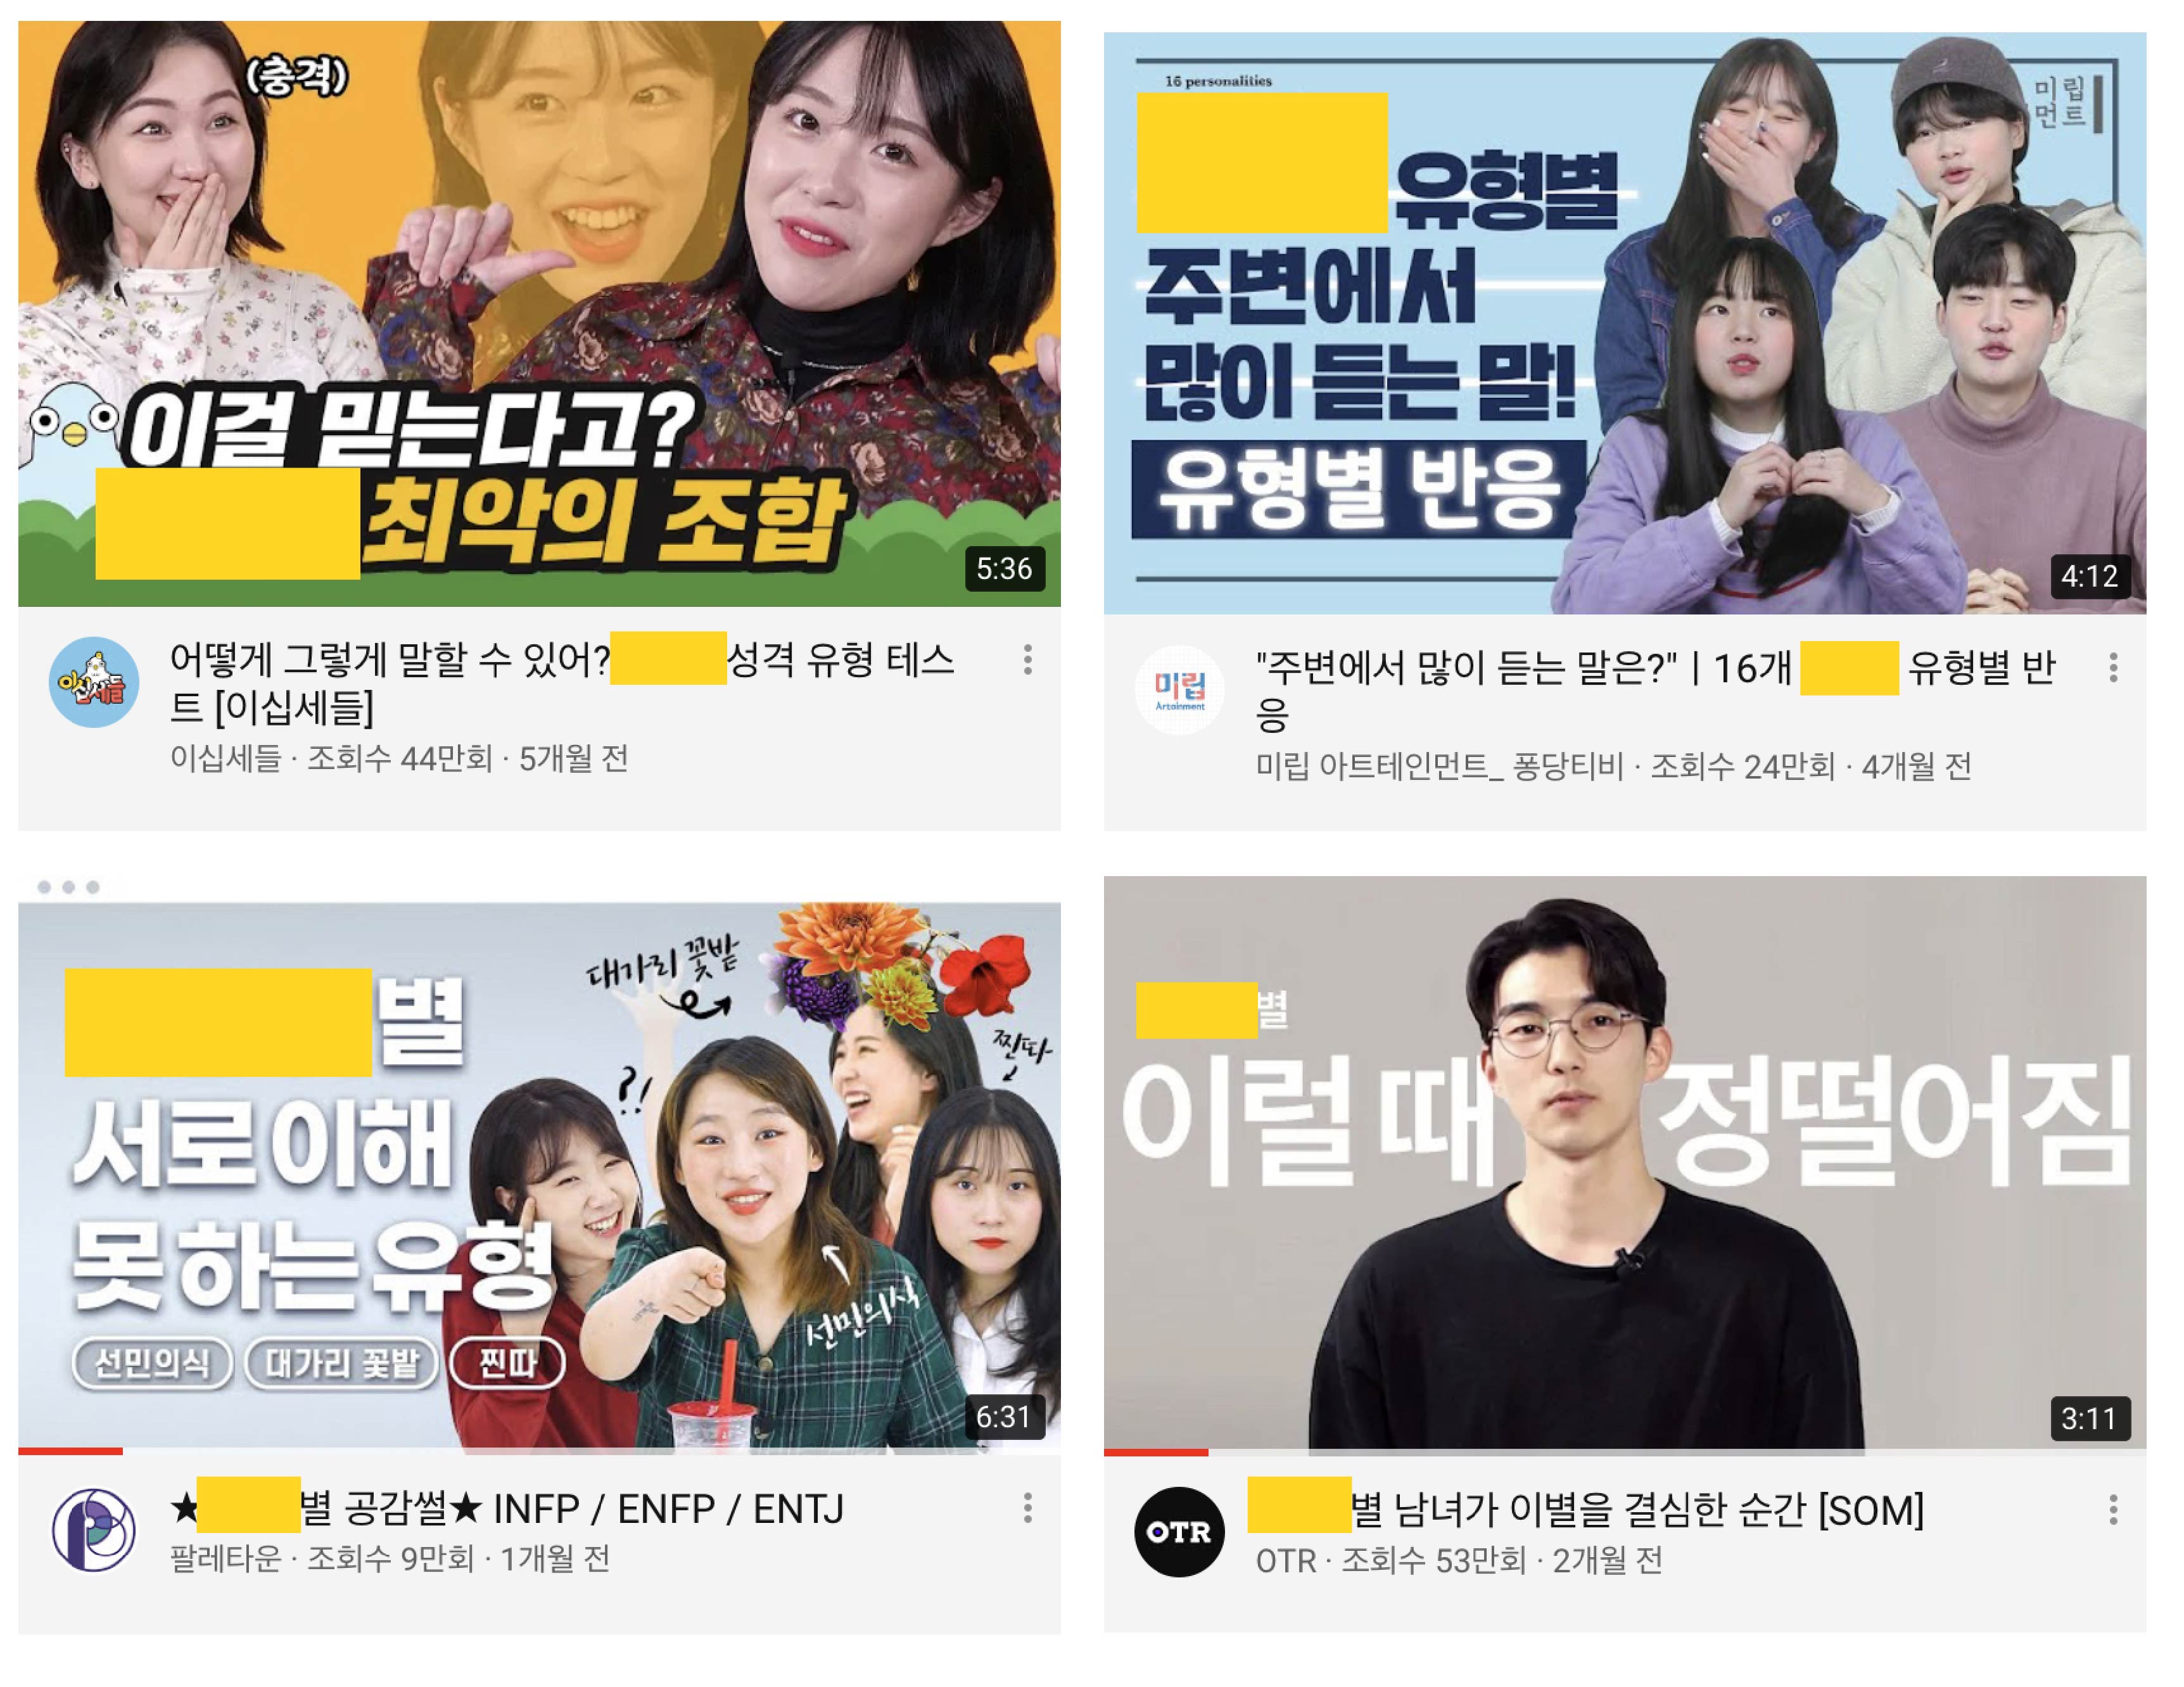 (충격)
이걸 믿는다고?
최악의 조합
5:36
어떻게 그렇게 말할 수 있어? 성격 유형 테스
트 [이십세들]
이십세들 · 조회수 44만회 · 5개월 전
이십세들
16 personalities
미립
먼트
유형별
주변에서
많이 듣는 말!
유형별 반응
4:12
"주변에서 많이 듣는 말은?" | 16개 유형별 반
응
미립 아트테인먼트_ 퐁당티비 · 조회수 24만회 · 4개월 전
미립
Artainment
별
서로 이해
못 하는 유형
선민의식 대가리 꽃밭 찐따
대가리 꽃밭
?!
찐따
선민의식
6:31
★ 별 공감썰★ INFP / ENFP / ENTJ
팔레타운 · 조회수 9만회 · 1개월 전
별
이럴 때 정떨어짐
3:11
OTR
별 남녀가 이별을 결심한 순간 [SOM]
OTR · 조회수 53만회 · 2개월 전